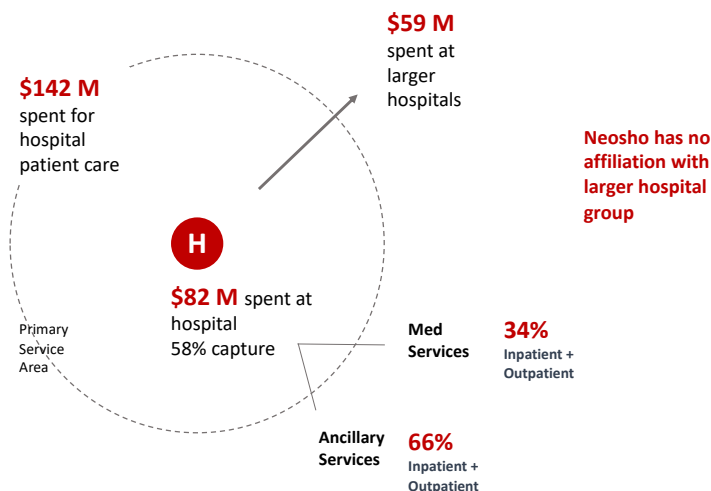 $59 M
spent at
larger
hospitals
$142 M
spent for
hospital
patient care
Neosho has no
affiliation with
larger hospital
group
H
$82 M spent at
hospital
58% capture
Primary
Service
Area
Med
Services
34%
Inpatient +
Outpatient
Ancillary
Services
66%
Inpatient +
Outpatient